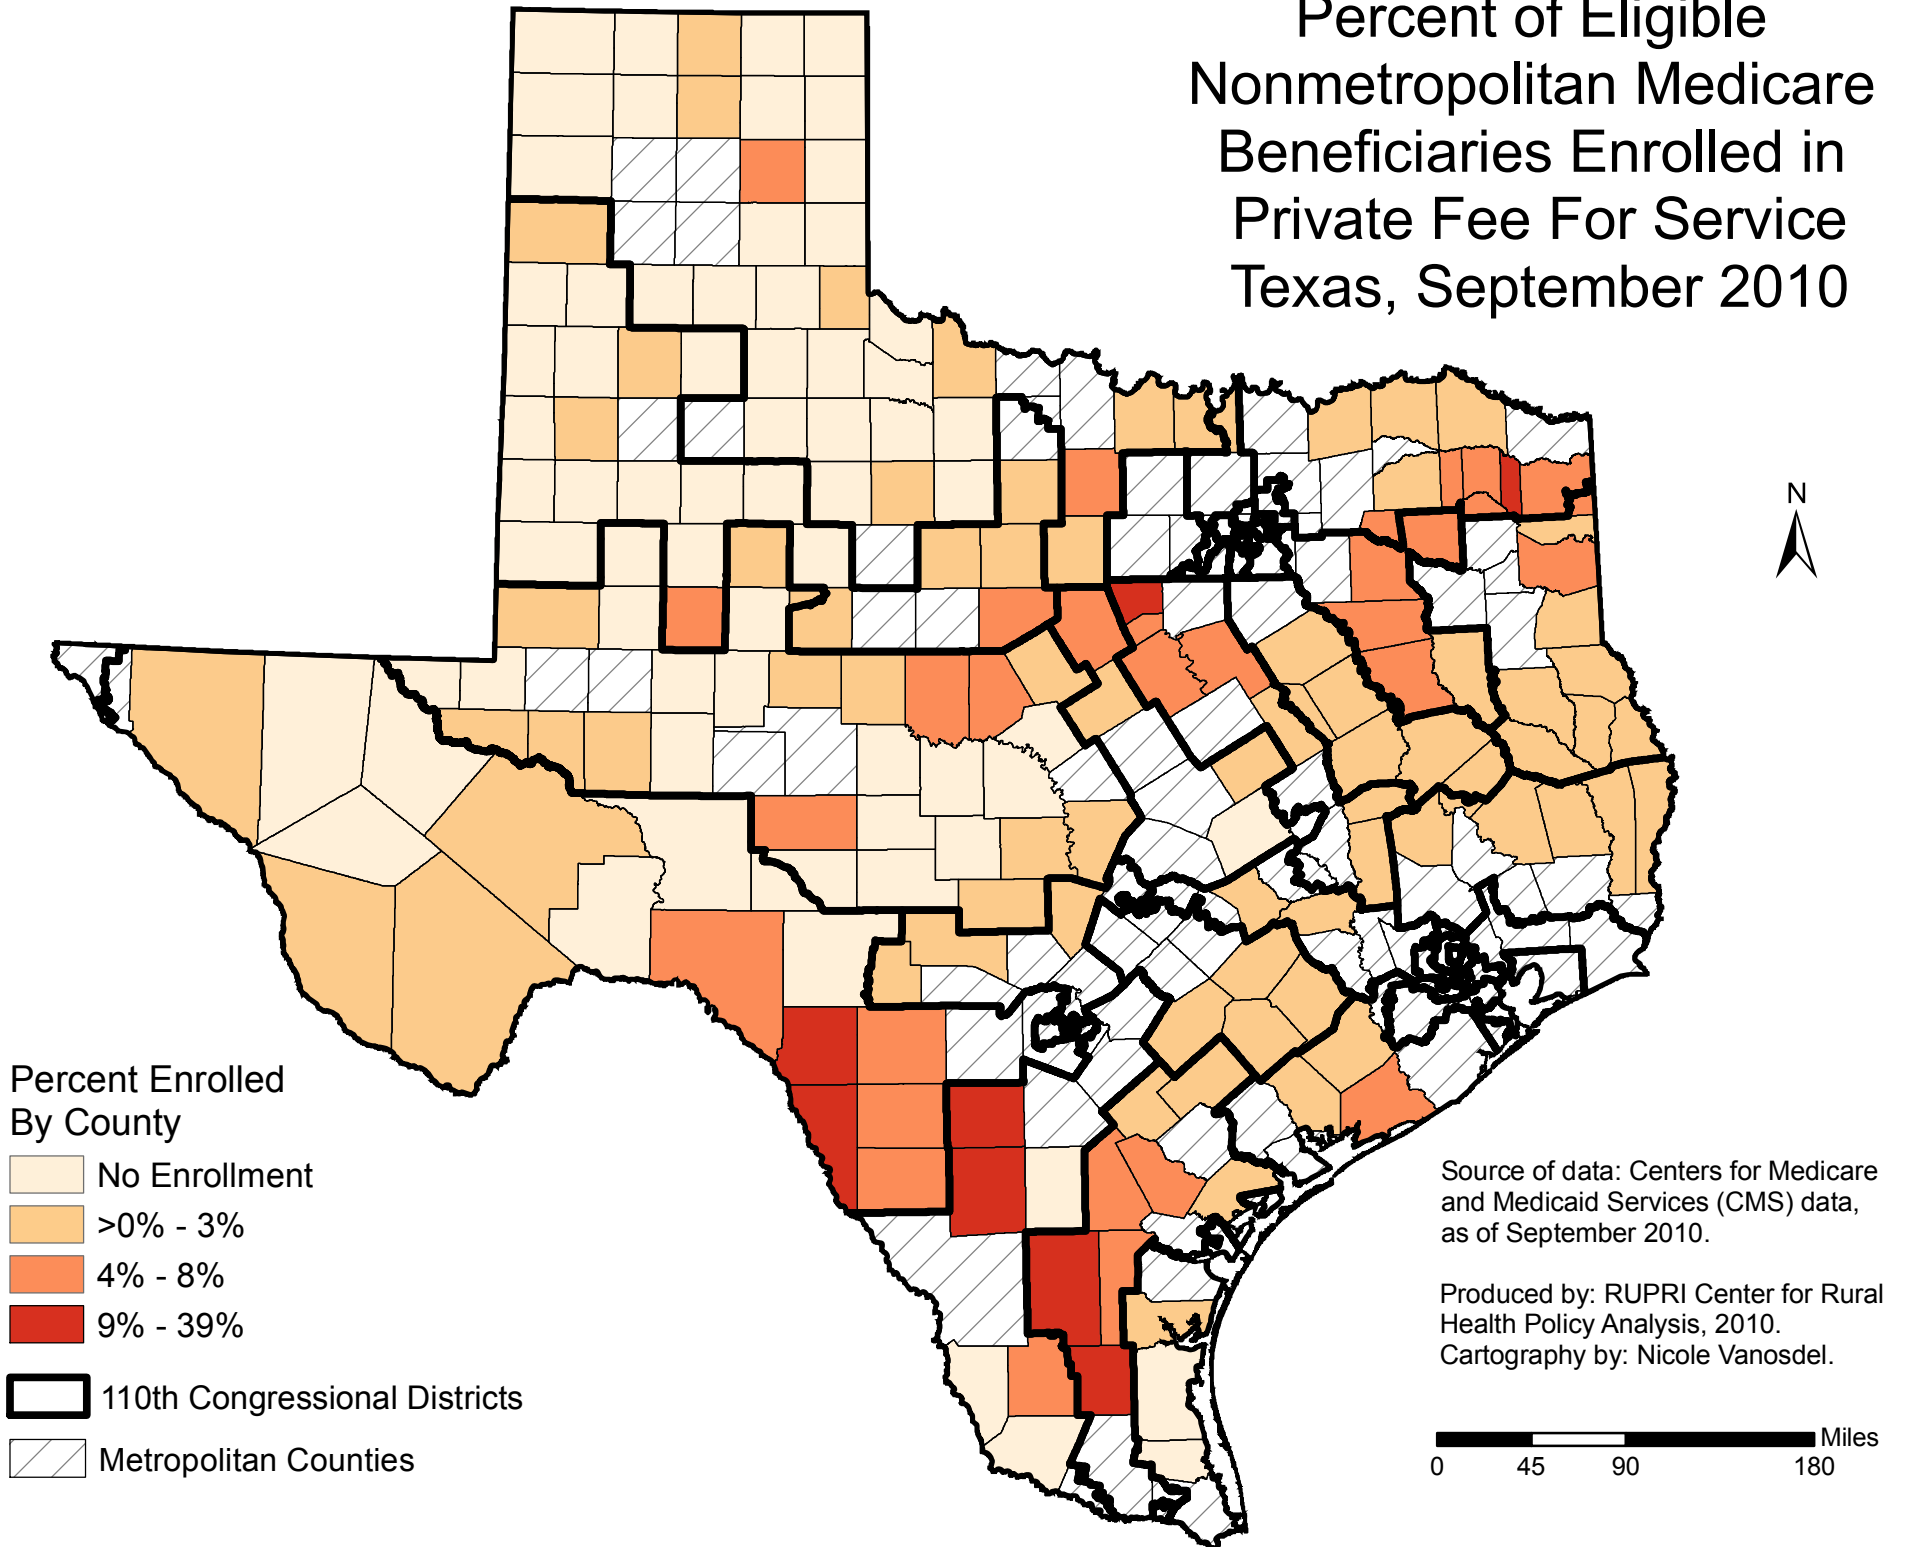 Percent of Eligible
Nonmetropolitan Medicare
Beneficiaries Enrolled in
Private Fee For Service
Texas, September 2010
N
Percent Enrolled
By County
No Enrollment
>0% - 3%
4% - 8%
9% - 39%
110th Congressional Districts
Metropolitan Counties
Source of data: Centers for Medicare
and Medicaid Services (CMS) data,
as of September 2010.
Produced by: RUPRI Center for Rural
Health Policy Analysis, 2010.
Cartography by: Nicole Vanosdel.
Miles
0 45 90 180